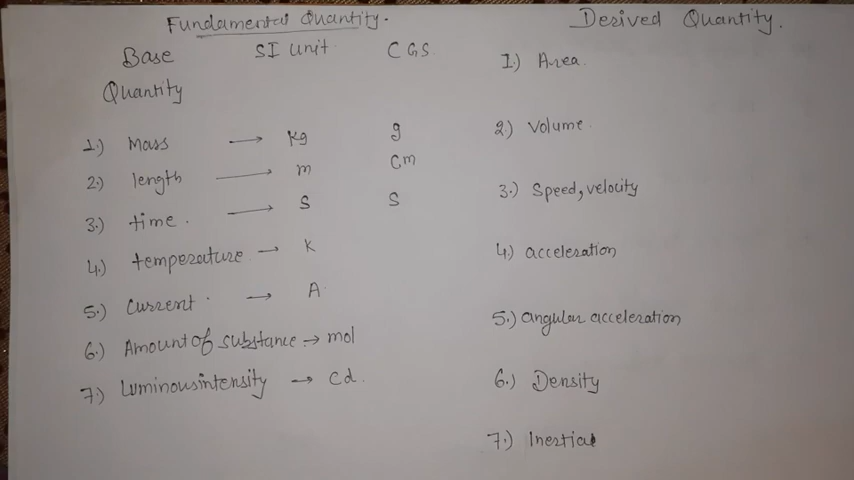 Fundamental Quantity.
Base SI Unit CGS
Quantity
1.) Mass → Kg g
2.) length → m Cm
3.) time. → S S
4.) temperature → K
5.) Current. → A
6.) Amount of substance → mol
7.) Luminous intensity → Cd.
Derived Quantity.
1.) Area.
2.) Volume.
3.) Speed, velocity
4.) acceleration
5.) angular acceleration
6.) Density
7.) Inertia